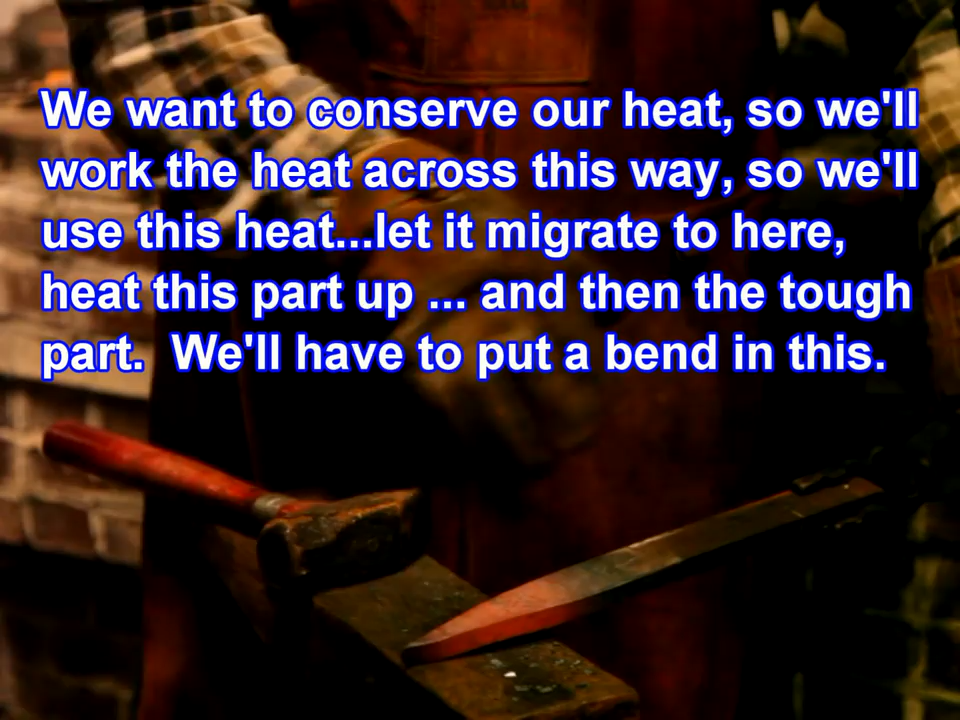 We want to conserve our heat, so we'll
work the heat across this way, so we'll
use this heat...let it migrate to here,
heat this part up ... and then the tough
part.  We'll have to put a bend in this.